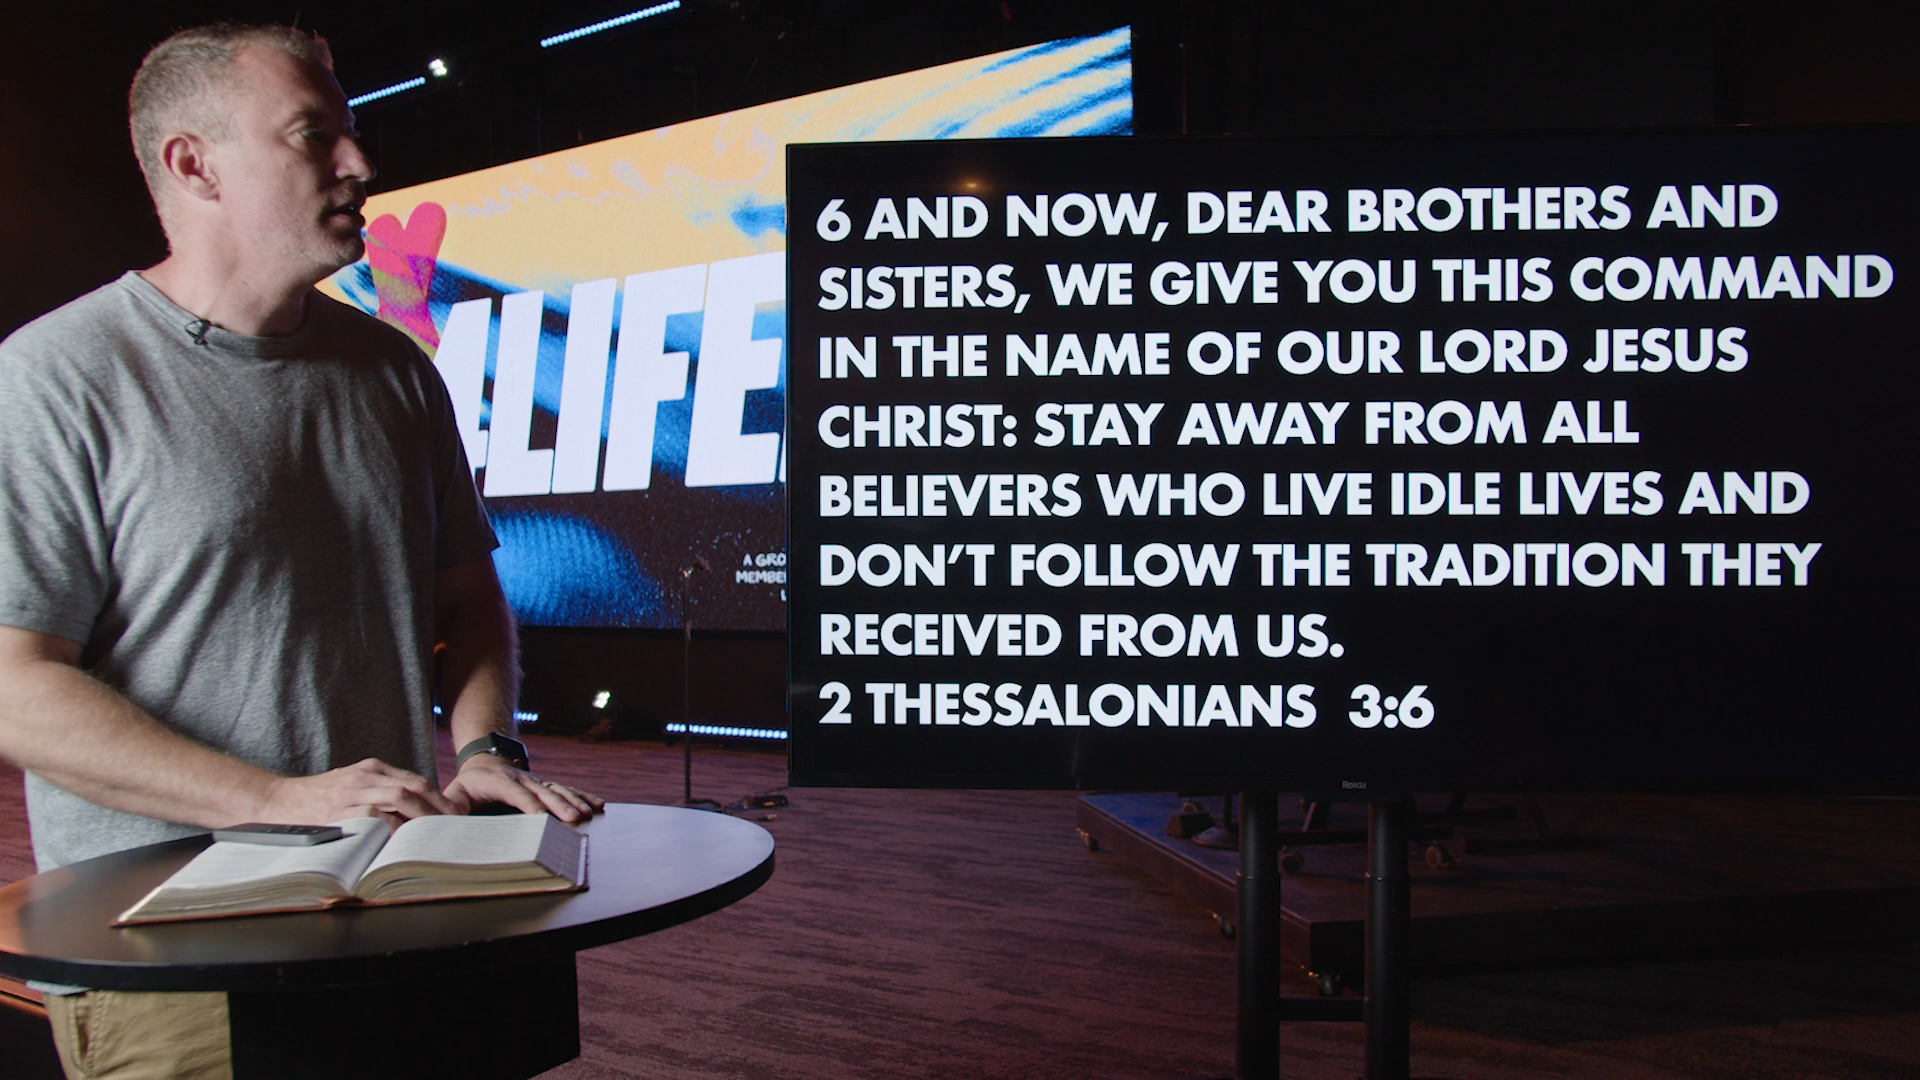 6 AND NOW, DEAR BROTHERS AND
SISTERS, WE GIVE YOU THIS COMMAND
IN THE NAME OF OUR LORD JESUS
CHRIST: STAY AWAY FROM ALL
BELIEVERS WHO LIVE IDLE LIVES AND
DON’T FOLLOW THE TRADITION THEY
RECEIVED FROM US.
2 THESSALONIANS 3:6
4LIFE
A
ROKU